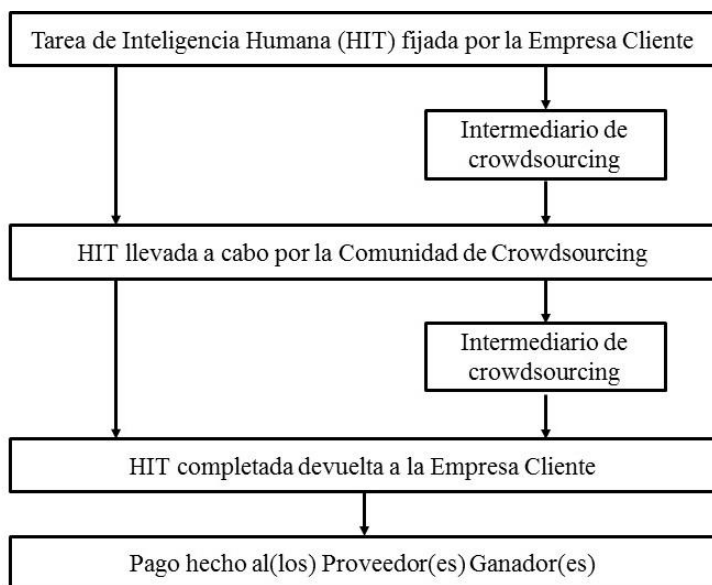 Tarea de Inteligencia Humana (HIT) fijada por la Empresa Cliente
Intermediario de
crowdsourcing
HIT llevada a cabo por la Comunidad de Crowdsourcing
Intermediario de
crowdsourcing
HIT completada devuelta a la Empresa Cliente
Pago hecho al(los) Proveedor(es) Ganador(es)